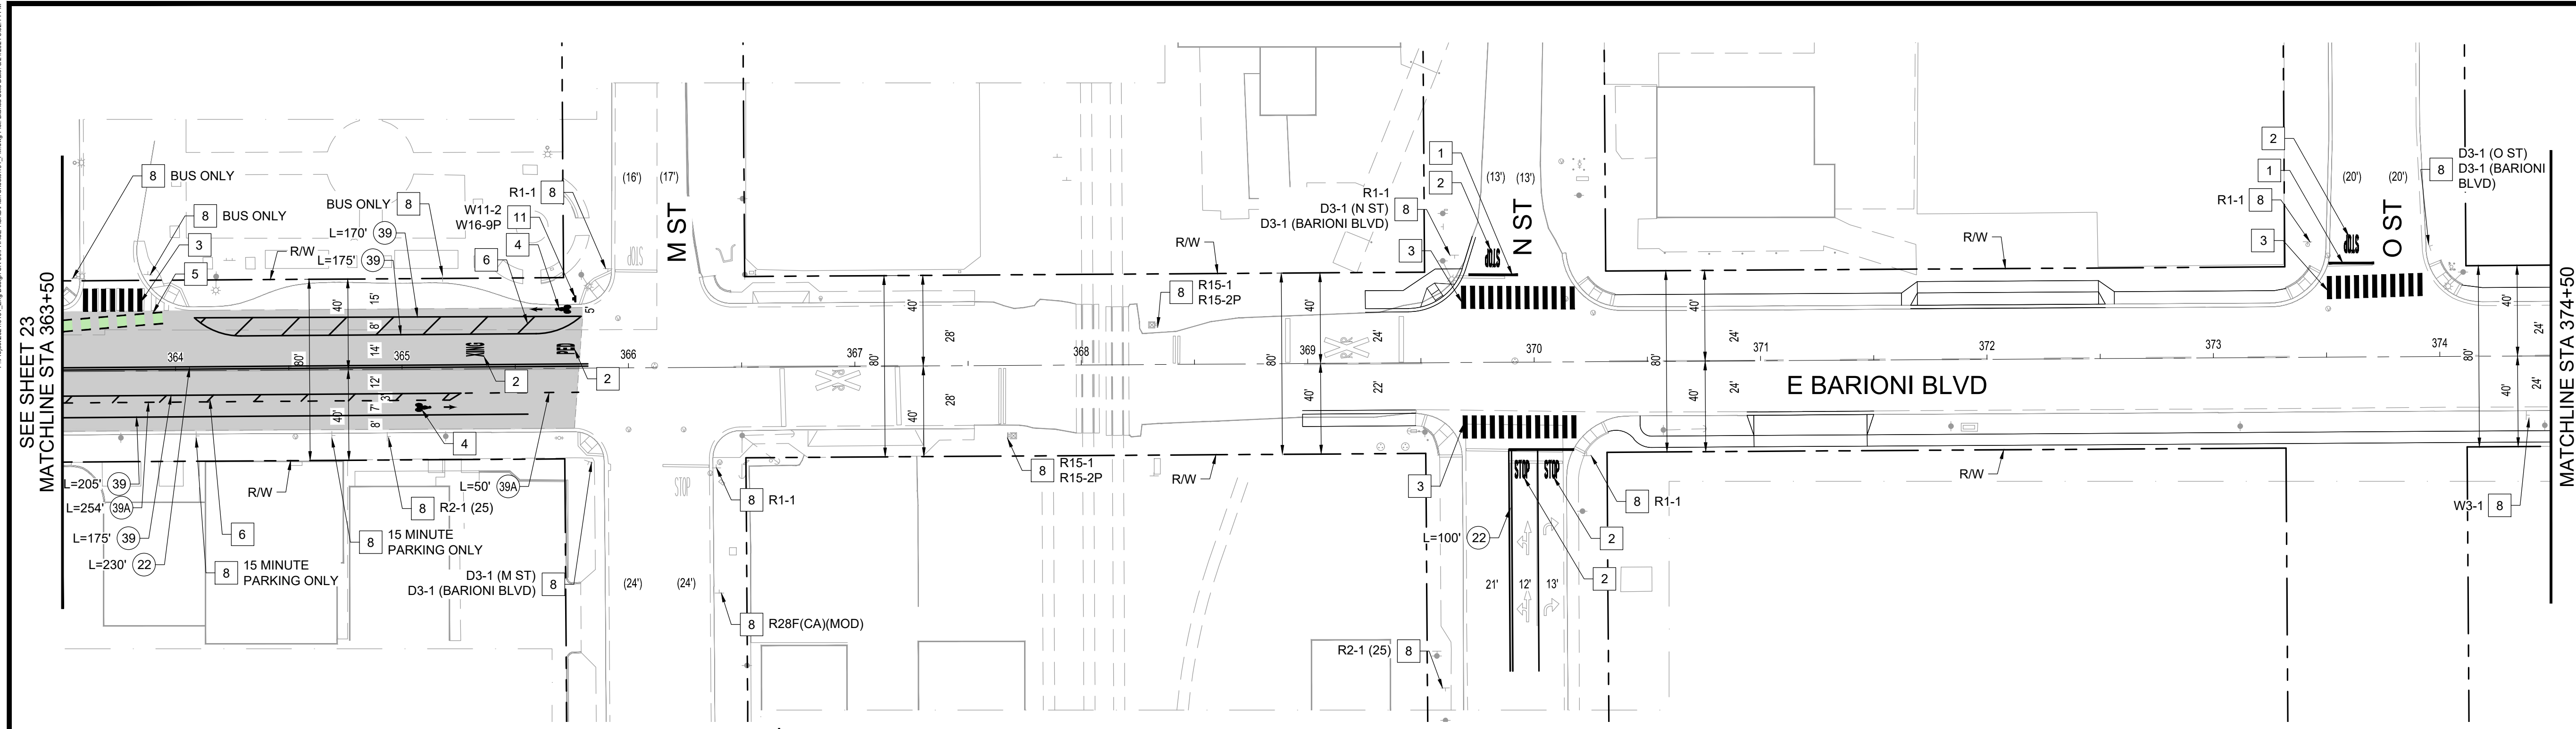 SEE SHEET 23
MATCHLINE STA 363+50
8 BUS ONLY
8 BUS ONLY
3
5
BUS ONLY 8
L=170' 39
R/W
L=175' 39
W11-2
W16-9P
11
4
6
R1-1 8
(16') (17')
M ST
STOP
40'
15'
8'
14'
5'
80'
12'
3'
7'
8'
40'
XING
PED
2
2
4
364
365
366
367
368
369
370
371
372
373
374
L=205' 39
L=254' 39A
L=175' 39
L=230' 22
R/W
6
8 15 MINUTE
PARKING ONLY
8 15 MINUTE
PARKING ONLY
8 R2-1 (25)
L=50' 39A
D3-1 (M ST)
D3-1 (BARIONI BLVD)
8
(24') (24')
STOP
8 R1-1
8 R28F(CA)(MOD)
80'
40'
28'
40'
28'
R/W
8 R15-1
R15-2P
8 R15-1
R15-2P
R/W
80'
40'
40'
24'
22'
R R
R R
1
2
R1-1
D3-1 (N ST)
D3-1 (BARIONI BLVD)
8
3
(13') (13')
N ST
STOP
3
STOP STOP
L=100' 22
21' 12' 13'
2
2
8 R1-1
R2-1 (25) 8
80'
40'
24'
40'
24'
E BARIONI BLVD
R/W
R/W
2
1
R1-1 8
3
(20') (20')
O ST
STOP
8
D3-1 (O ST)
D3-1 (BARIONI
BLVD)
80'
40'
24'
40'
24'
W3-1 8
MATCHLINE STA 374+50